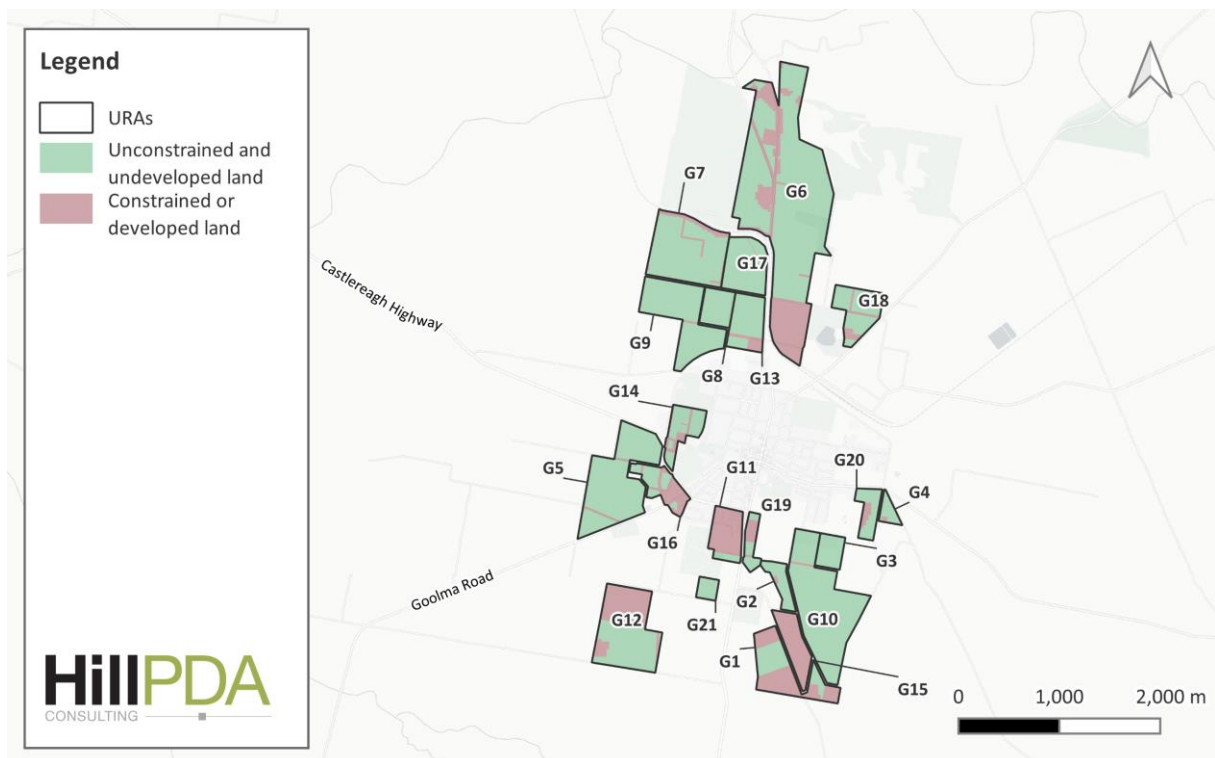 Legend
URAs
Unconstrained and
undeveloped land
Constrained or
developed land
G7
G6
Castlereagh Highway
G17
G18
G9
G8
G13
G14
G5
G11
G20
G19
G4
G16
G3
Goolma Road
G2
G12
G21
G10
G1
G15
HillPDA
CONSULTING
0 1,000 2,000 m